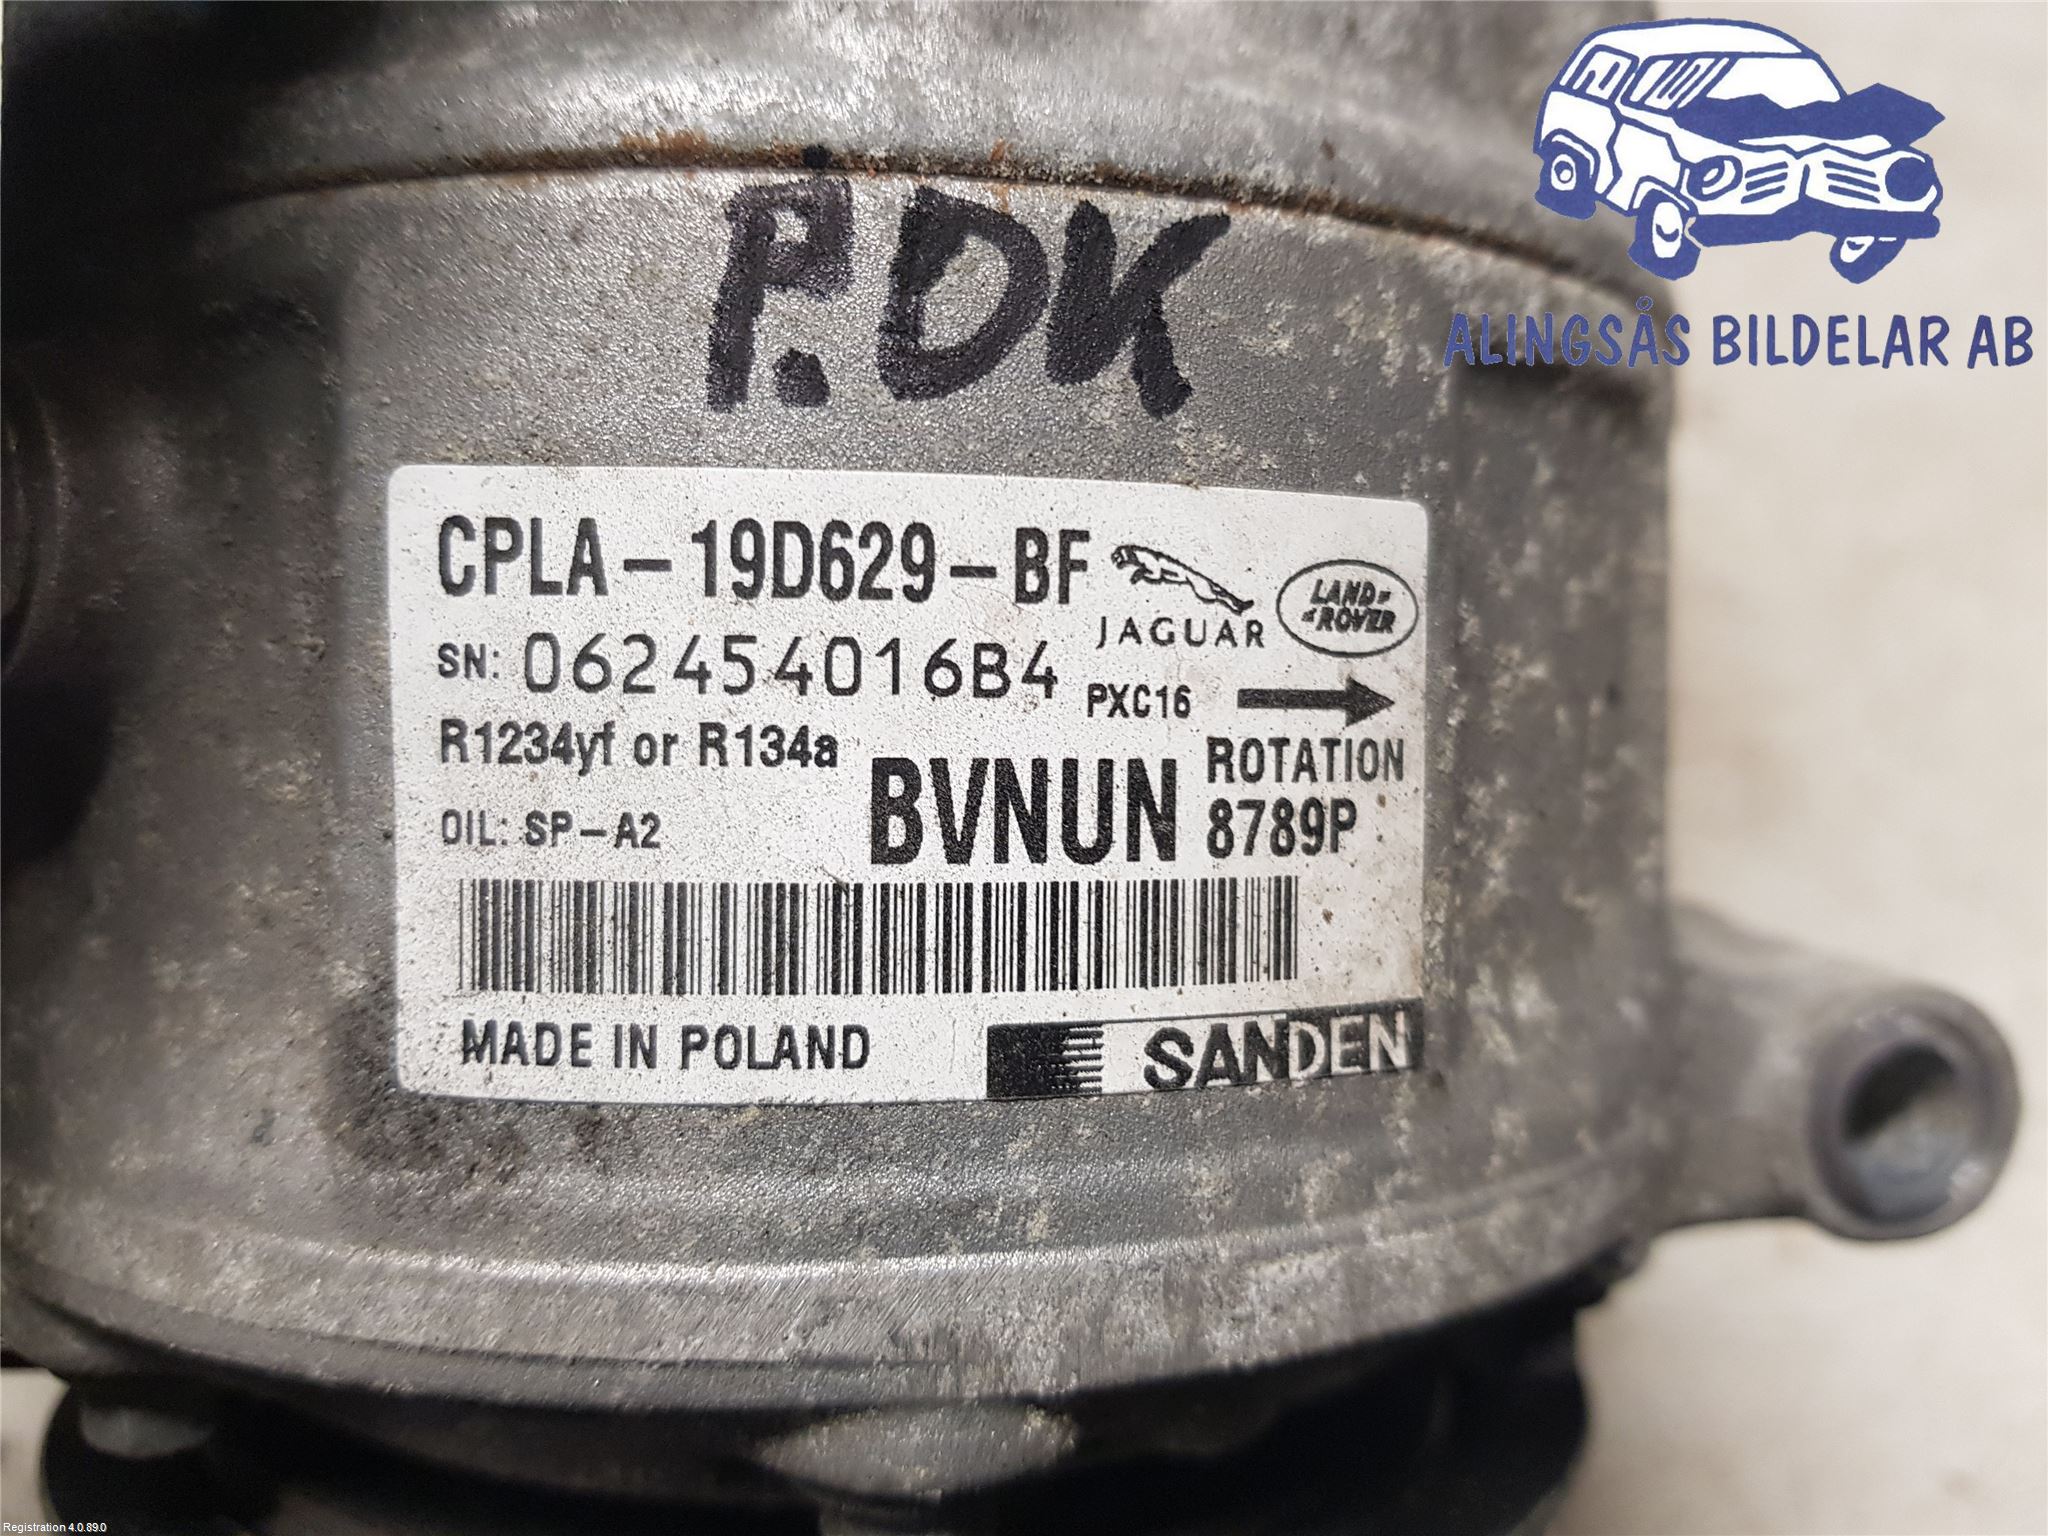 P.DK
ALINGSÅS BILDELAR AB
CPLA-19D629-BF
JAGUAR
LAND ROVER
SN: 062454016B4
PXC16
R1234yf or R134a
ROTATION
BVNUN 8789P
OIL: SP-A2
MADE IN POLAND
SANDEN
Registration 4.0.89.0